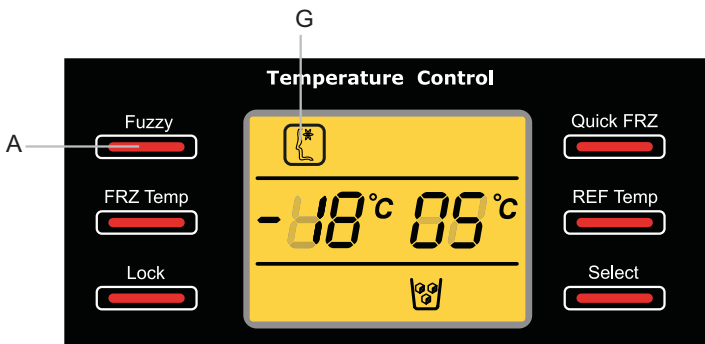 G
Temperature Control
A
Fuzzy
Quick FRZ
FRZ Temp
-18°C 05°C
REF Temp
Lock
Select